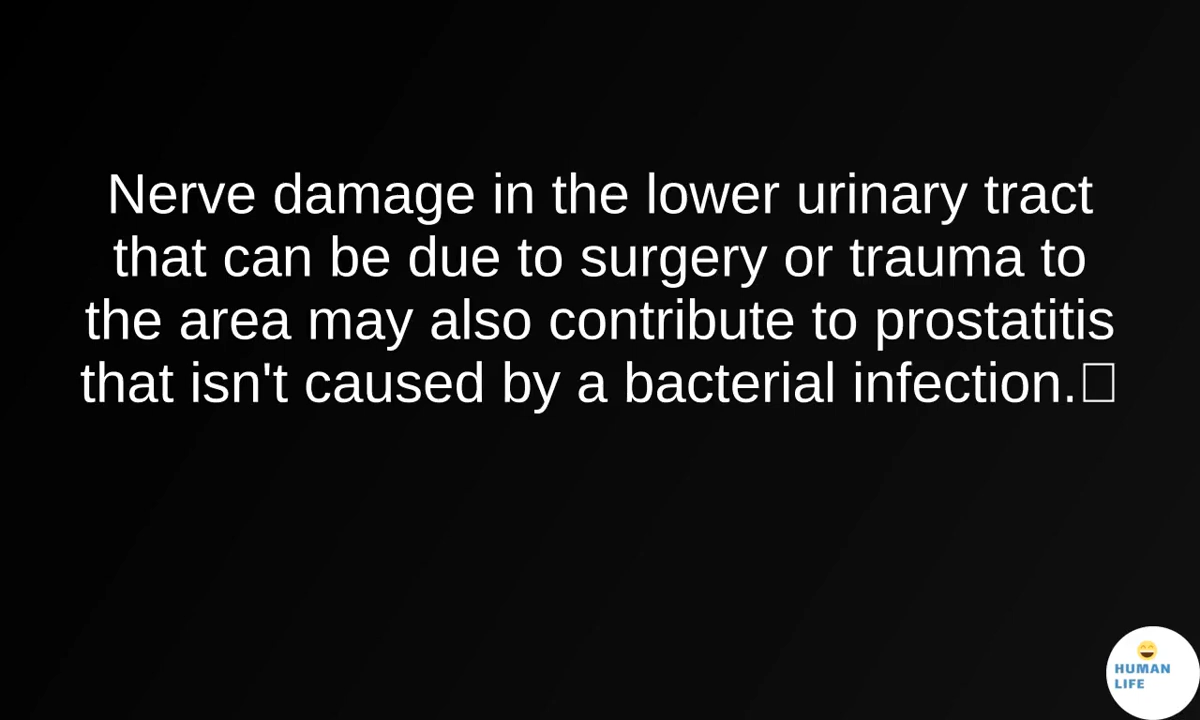 Nerve damage in the lower urinary tract
that can be due to surgery or trauma to
the area may also contribute to prostatitis
that isn't caused by a bacterial infection.
HUMAN
LIFE